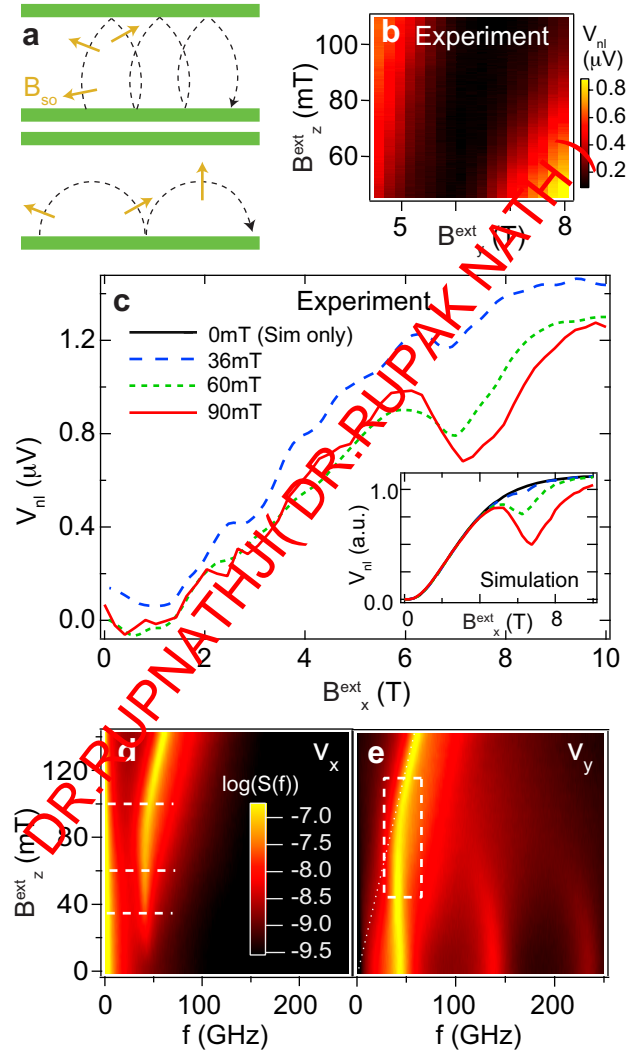 a
B_so
b Experiment
V_nl
(μV)
0.8
0.6
0.4
0.2
100
80
60
B^ext_z (mT)
5
8
B^ext_y (T)
c Experiment
0mT (Sim only)
36mT
60mT
90mT
1.2
0.8
0.4
0.0
V_nl (μV)
0
2
4
6
8
10
B^ext_x (T)
1.0
0.0
V_nl (a.u.)
Simulation
0
4
8
B^ext_x (T)
DR.RUPNATHJI( DR.RUPAK NATH )
d
v_x
log(S(f))
-7.0
-7.5
-8.0
-8.5
-9.0
-9.5
120
80
40
0
B^ext_z (mT)
0
200
f (GHz)
e
v_y
0
100
200
f (GHz)